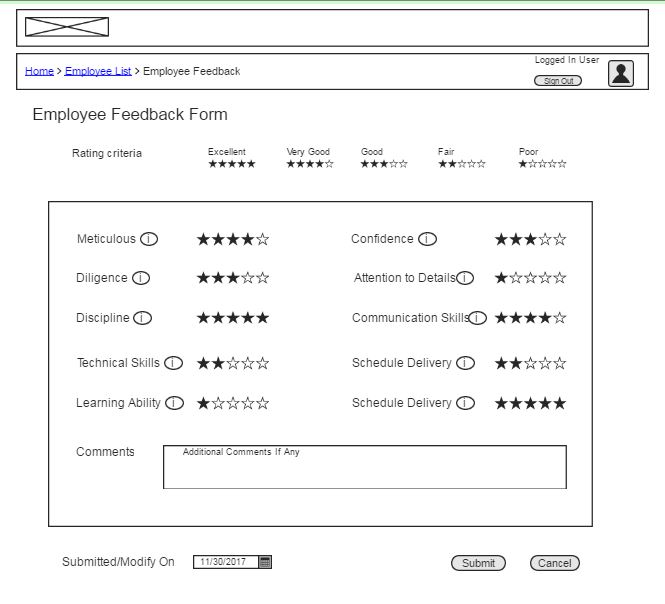 Logged In User
Home > Employee List > Employee Feedback
Sign Out
Employee Feedback Form
Rating criteria Excellent Very Good Good Fair Poor
★★★★★ ★★★★☆ ★★★☆☆ ★★☆☆☆ ★☆☆☆☆
Meticulous i ★★★★☆ Confidence i ★★★☆☆
Diligence i ★★★☆☆ Attention to Details i ★☆☆☆☆
Discipline i ★★★★★ Communication Skills i ★★★★☆
Technical Skills i ★★☆☆☆ Schedule Delivery i ★★☆☆☆
Learning Ability i ★☆☆☆☆ Schedule Delivery i ★★★★★
Comments Additional Comments If Any
Submitted/Modify On 11/30/2017 Submit Cancel